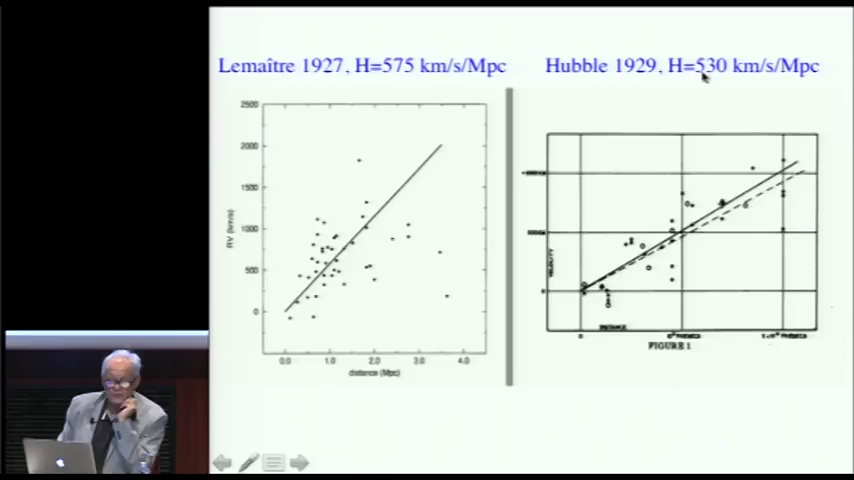 Lemaître 1927, H=575 km/s/Mpc
Hubble 1929, H=530 km/s/Mpc
2500
2000
1500
1000
500
0
RV (km/s)
0.0
1.0
2.0
3.0
4.0
distance (Mpc)
VELOCITY
0
DISTANCE
0
FIGURE 1